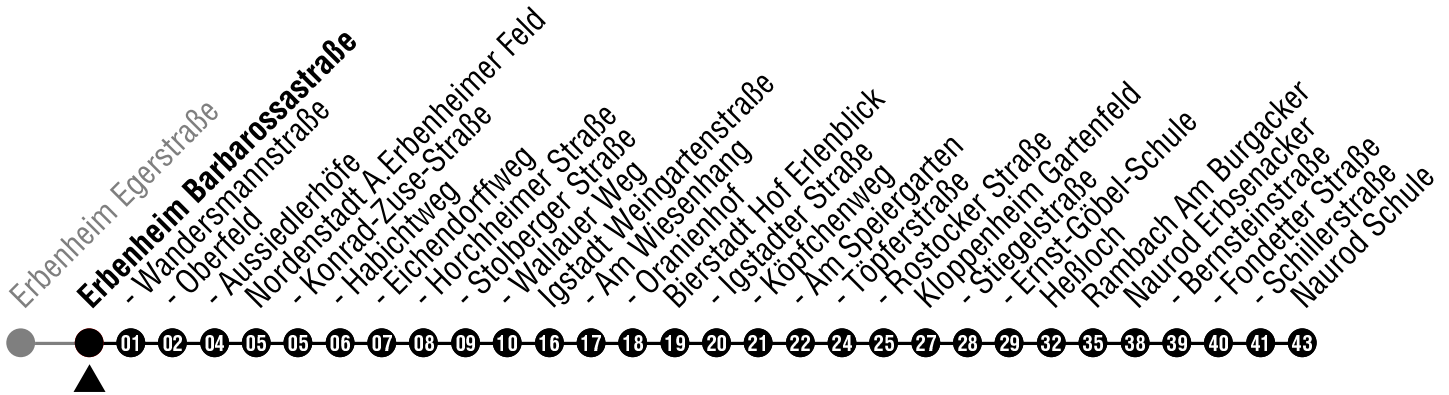 Erbenheim Egerstraße
Erbenheim Barbarossastraße
- Wandersmannstraße
- Oberfeld
- Aussiedlerhöfe
Nordenstadt A.Erbenheimer Feld
- Konrad-Zuse-Straße
- Habichtweg
- Eichendorffweg
- Horchheimer Straße
- Stolberger Straße
- Wallauer Weg
Igstadt Weingartenstraße
- Am Wiesenhang
- Oranienhof
Bierstadt Hof Erlenblick
- Igstadter Straße
- Köpfchenweg
- Am Speiergarten
- Töpferstraße
- Rostocker Straße
Kloppenheim Gartenfeld
- Stiegelstraße
- Ernst-Göbel-Schule
Heßloch
Rambach Am Burgacker
Naurod Erbsenacker
- Bernsteinstraße
- Fondetter Straße
- Schillerstraße
Naurod Schule
01 02 04 05 05 06 07 08 09 10 16 17 18 19 20 21 22 24 25 27 28 29 32 35 38 39 40 41 43